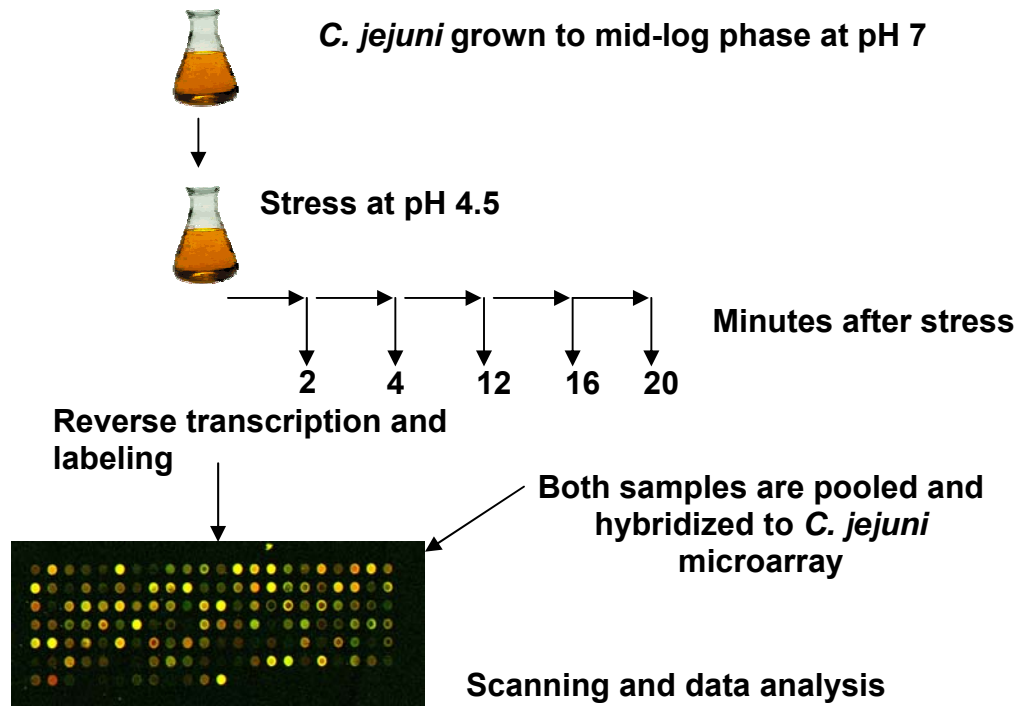 C. jejuni grown to mid-log phase at pH 7
Stress at pH 4.5
Minutes after stress
2 4 12 16 20
Reverse transcription and
labeling
Both samples are pooled and
hybridized to C. jejuni
microarray
Scanning and data analysis